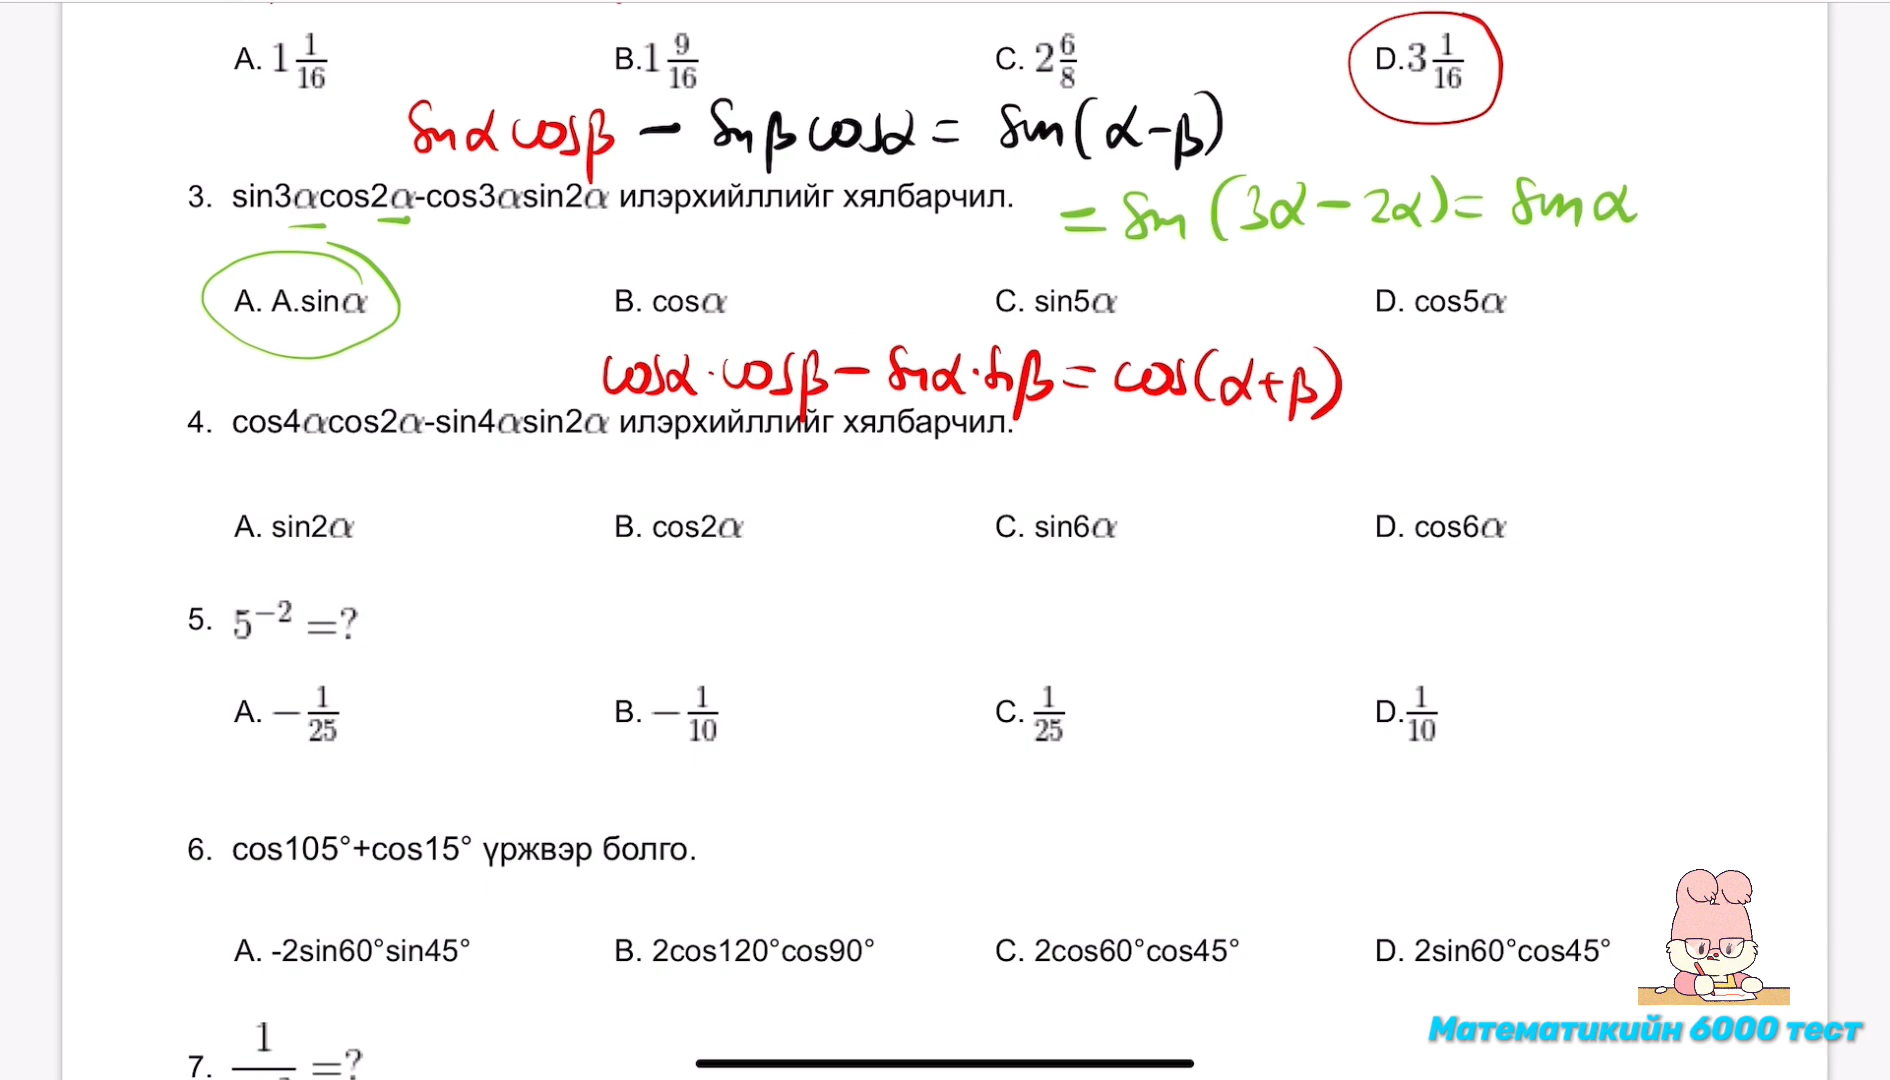 A. 1 1/16 B.1 9/16 C. 2 6/8 D.3 1/16
sinα cosβ - sinβ cosα = sin(α-β)
3. sin3αcos2α-cos3αsin2α илэрхийллийг хялбарчил. = sin(3α-2α)= sinα
A. A.sinα B. cosα C. sin5α D. cos5α
cosα·cosβ - sinα·sinβ = cos(α+β)
4. cos4αcos2α-sin4αsin2α илэрхийллийг хялбарчил.
A. sin2α B. cos2α C. sin6α D. cos6α
5. 5⁻² =?
A. -1/25 B. -1/10 C. 1/25 D. 1/10
6. cos105°+cos15° үржвэр болго.
A. -2sin60°sin45° B. 2cos120°cos90° C. 2cos60°cos45° D. 2sin60°cos45°
Математикийн 6000 тест
7. 1 =?